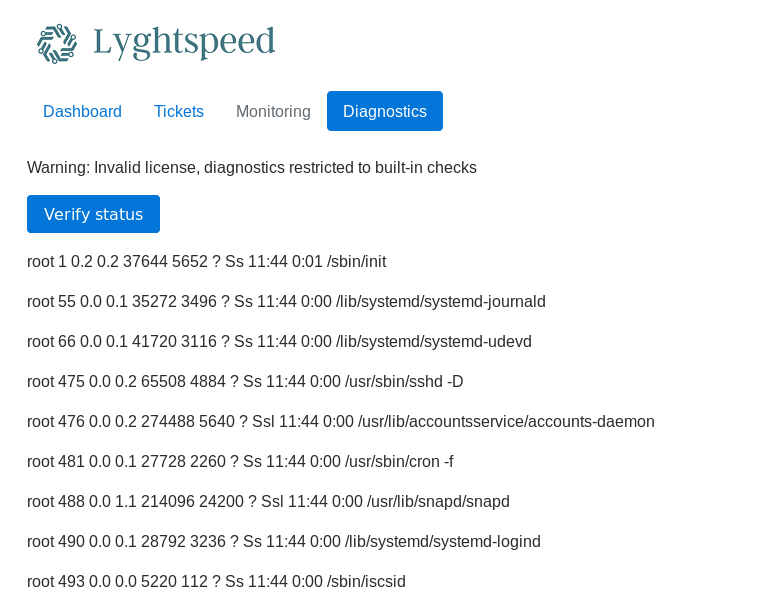 Lyghtspeed
Dashboard Tickets Monitoring Diagnostics
Warning: Invalid license, diagnostics restricted to built-in checks
Verify status
root 1 0.2 0.2 37644 5652 ? Ss 11:44 0:01 /sbin/init
root 55 0.0 0.1 35272 3496 ? Ss 11:44 0:00 /lib/systemd/systemd-journald
root 66 0.0 0.1 41720 3116 ? Ss 11:44 0:00 /lib/systemd/systemd-udevd
root 475 0.0 0.2 65508 4884 ? Ss 11:44 0:00 /usr/sbin/sshd -D
root 476 0.0 0.2 274488 5640 ? Ssl 11:44 0:00 /usr/lib/accountsservice/accounts-daemon
root 481 0.0 0.1 27728 2260 ? Ss 11:44 0:00 /usr/sbin/cron -f
root 488 0.0 1.1 214096 24200 ? Ssl 11:44 0:00 /usr/lib/snapd/snapd
root 490 0.0 0.1 28792 3236 ? Ss 11:44 0:00 /lib/systemd/systemd-logind
root 493 0.0 0.0 5220 112 ? Ss 11:44 0:00 /sbin/iscsid